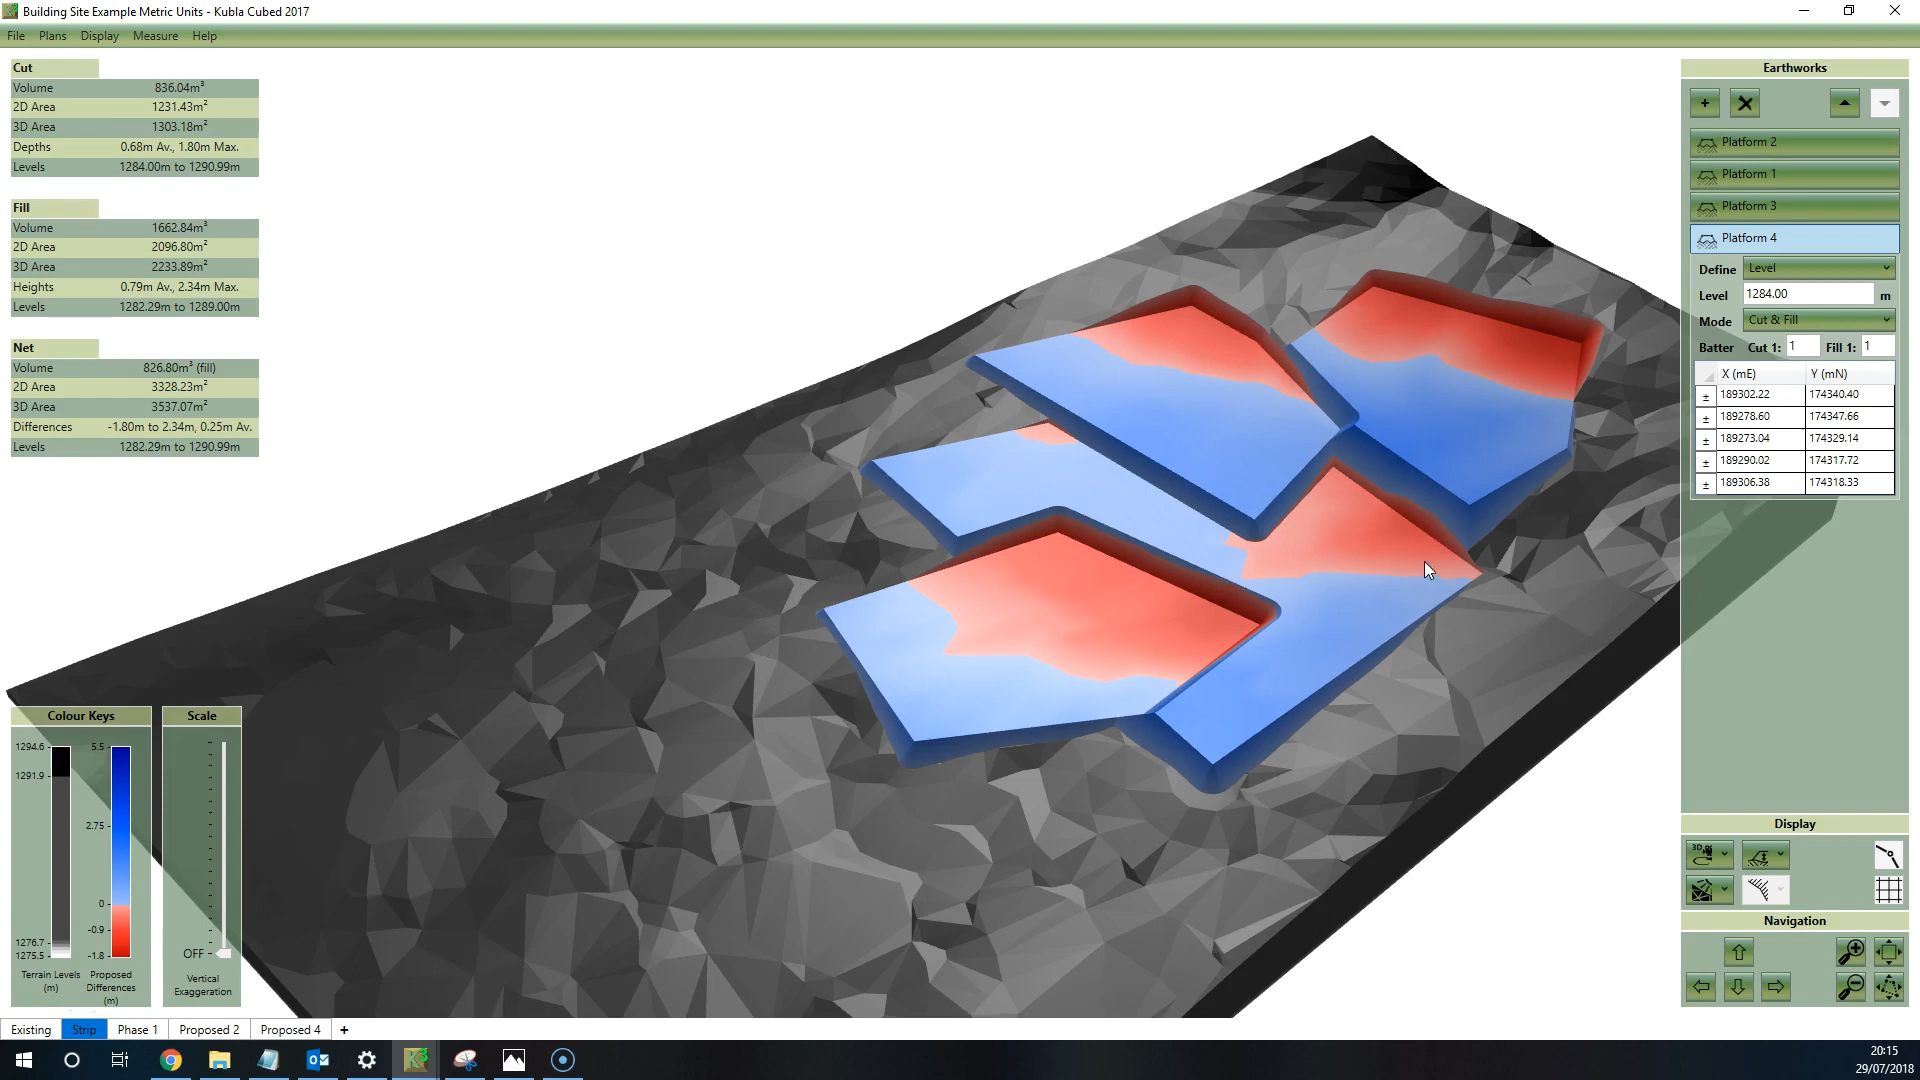 Building Site Example Metric Units - Kubla Cubed 2017
File Plans Display Measure Help
Cut
Volume 836.04m³
2D Area 1231.43m²
3D Area 1303.18m²
Depths 0.68m Av., 1.80m Max.
Levels 1284.00m to 1290.99m
Fill
Volume 1662.84m³
2D Area 2096.80m²
3D Area 2233.89m²
Heights 0.79m Av., 2.34m Max.
Levels 1282.29m to 1289.00m
Net
Volume 826.80m³ (fill)
2D Area 3328.23m²
3D Area 3537.07m²
Differences -1.80m to 2.34m, 0.25m Av.
Levels 1282.29m to 1290.99m
Earthworks
Platform 2
Platform 1
Platform 3
Platform 4
Define Level
Level 1284.00 m
Mode Cut & Fill
Batter Cut 1: 1 Fill 1: 1
X (mE) Y (mN)
± 189302.22 174340.40
± 189278.60 174347.66
± 189273.04 174329.14
± 189290.02 174317.72
± 189306.38 174318.33
Colour Keys
1294.6
1291.9
1276.7
1275.5
5.5
2.75
0
-0.9
-1.8
Terrain Levels (m)
Proposed Differences (m)
Scale
OFF
Vertical
Exaggeration
Display
3D
Navigation
Existing Strip Phase 1 Proposed 2 Proposed 4 +
20:15
29/07/2018